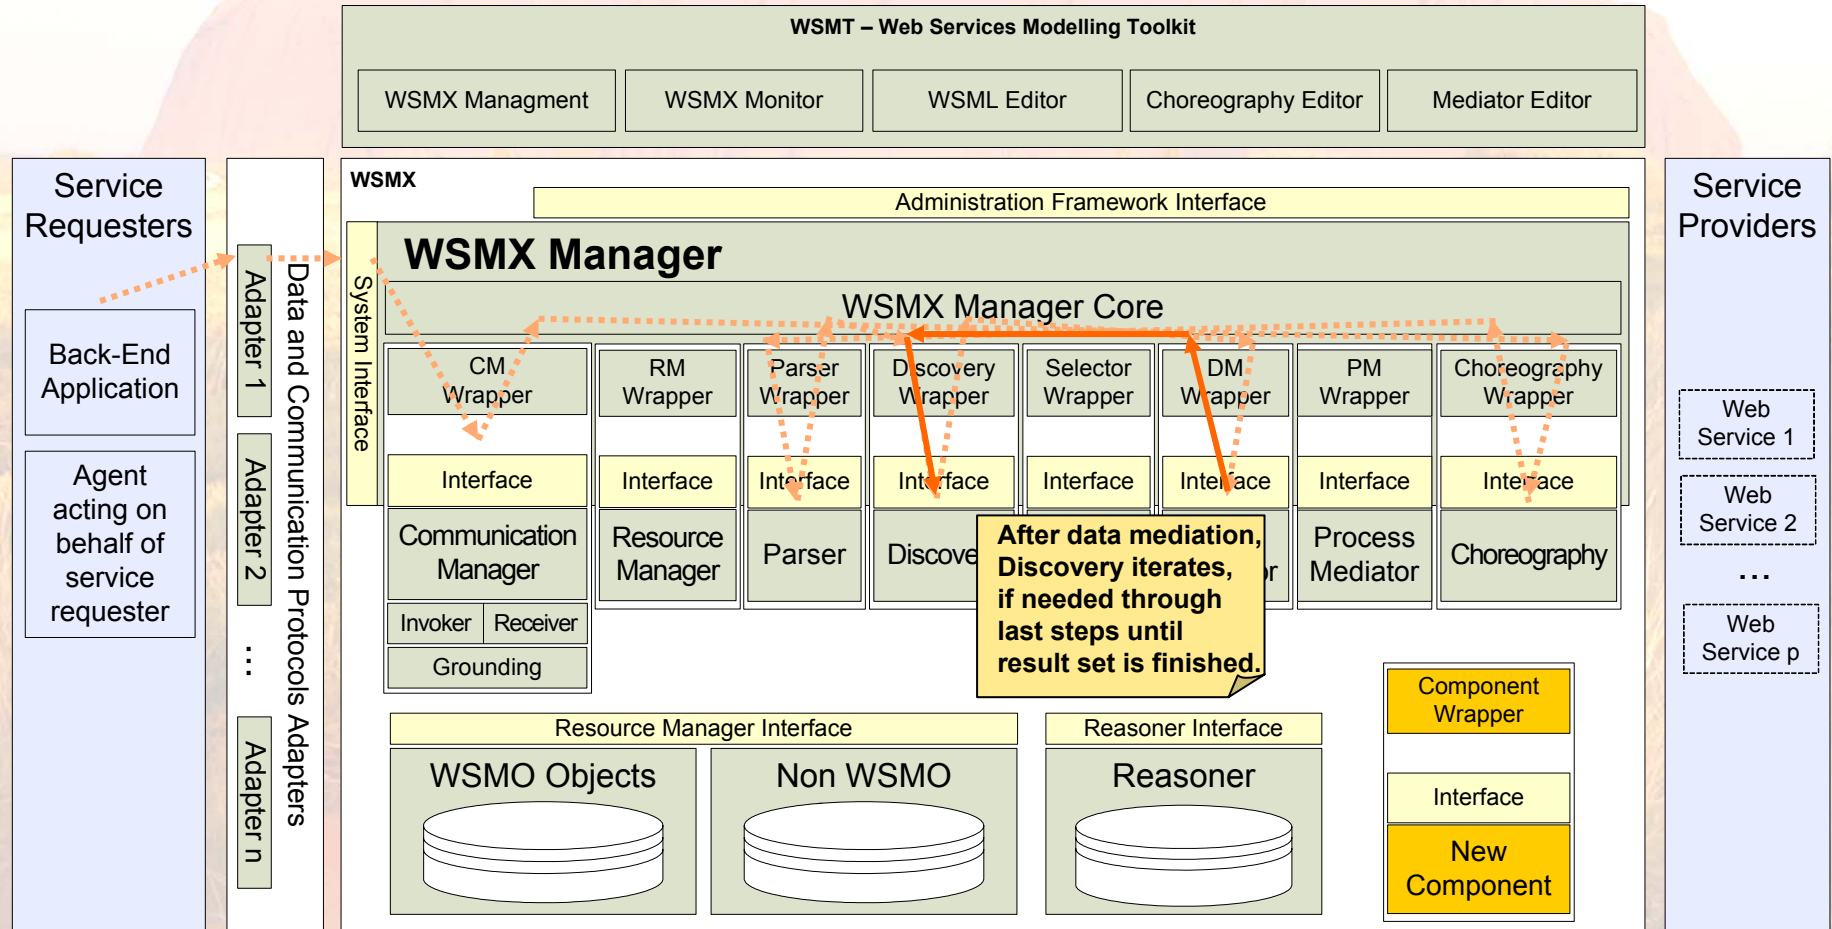 WSMT – Web Services Modelling Toolkit
WSMX Managment
WSMX Monitor
WSML Editor
Choreography Editor
Mediator Editor
Service
Requesters
Back-End
Application
Agent
acting on
behalf of
service
requester
Adapter 1
Adapter 2
...
Adapter n
Data and Communication Protocols Adapters
WSMX
Administration Framework Interface
System Interface
WSMX Manager
WSMX Manager Core
CM
Wrapper
RM
Wrapper
Parser
Wrapper
Discovery
Wrapper
Selector
Wrapper
DM
Wrapper
PM
Wrapper
Choreography
Wrapper
Interface
Interface
Interface
Interface
Interface
Interface
Interface
Interface
Communication
Manager
Resource
Manager
Parser
Discove
Process
Mediator
Choreography
Invoker
Receiver
Grounding
After data mediation,
Discovery iterates,
if needed through
last steps until
result set is finished.
Resource Manager Interface
WSMO Objects
Non WSMO
Reasoner Interface
Reasoner
Component
Wrapper
Interface
New
Component
Service
Providers
Web
Service 1
Web
Service 2
...
Web
Service p